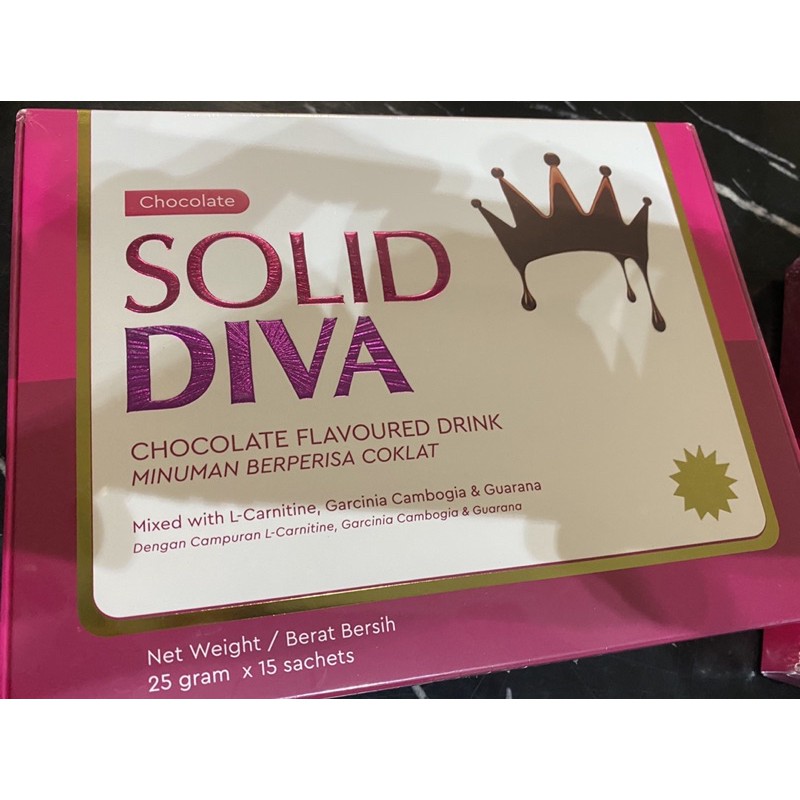 Chocolate
SOLID
DIVA
CHOCOLATE FLAVOURED DRINK
MINUMAN BERPERISA COKLAT
Mixed with L-Carnitine, Garcinia Cambogia & Guarana
Dengan Campuran L-Carnitine, Garcinia Cambogia & Guarana
Net Weight / Berat Bersih
25 gram x 15 sachets